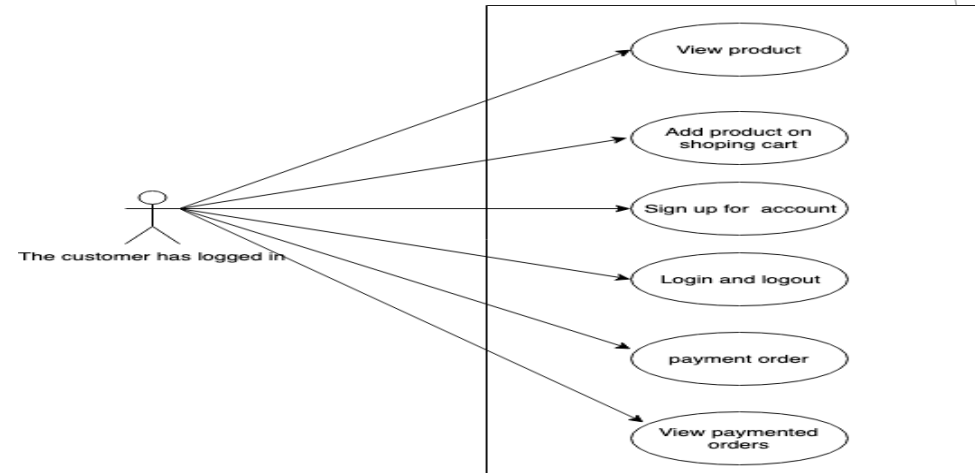 View product
Add product on
shoping cart
Sign up for account
The customer has logged in
Login and logout
payment order
View paymented
orders